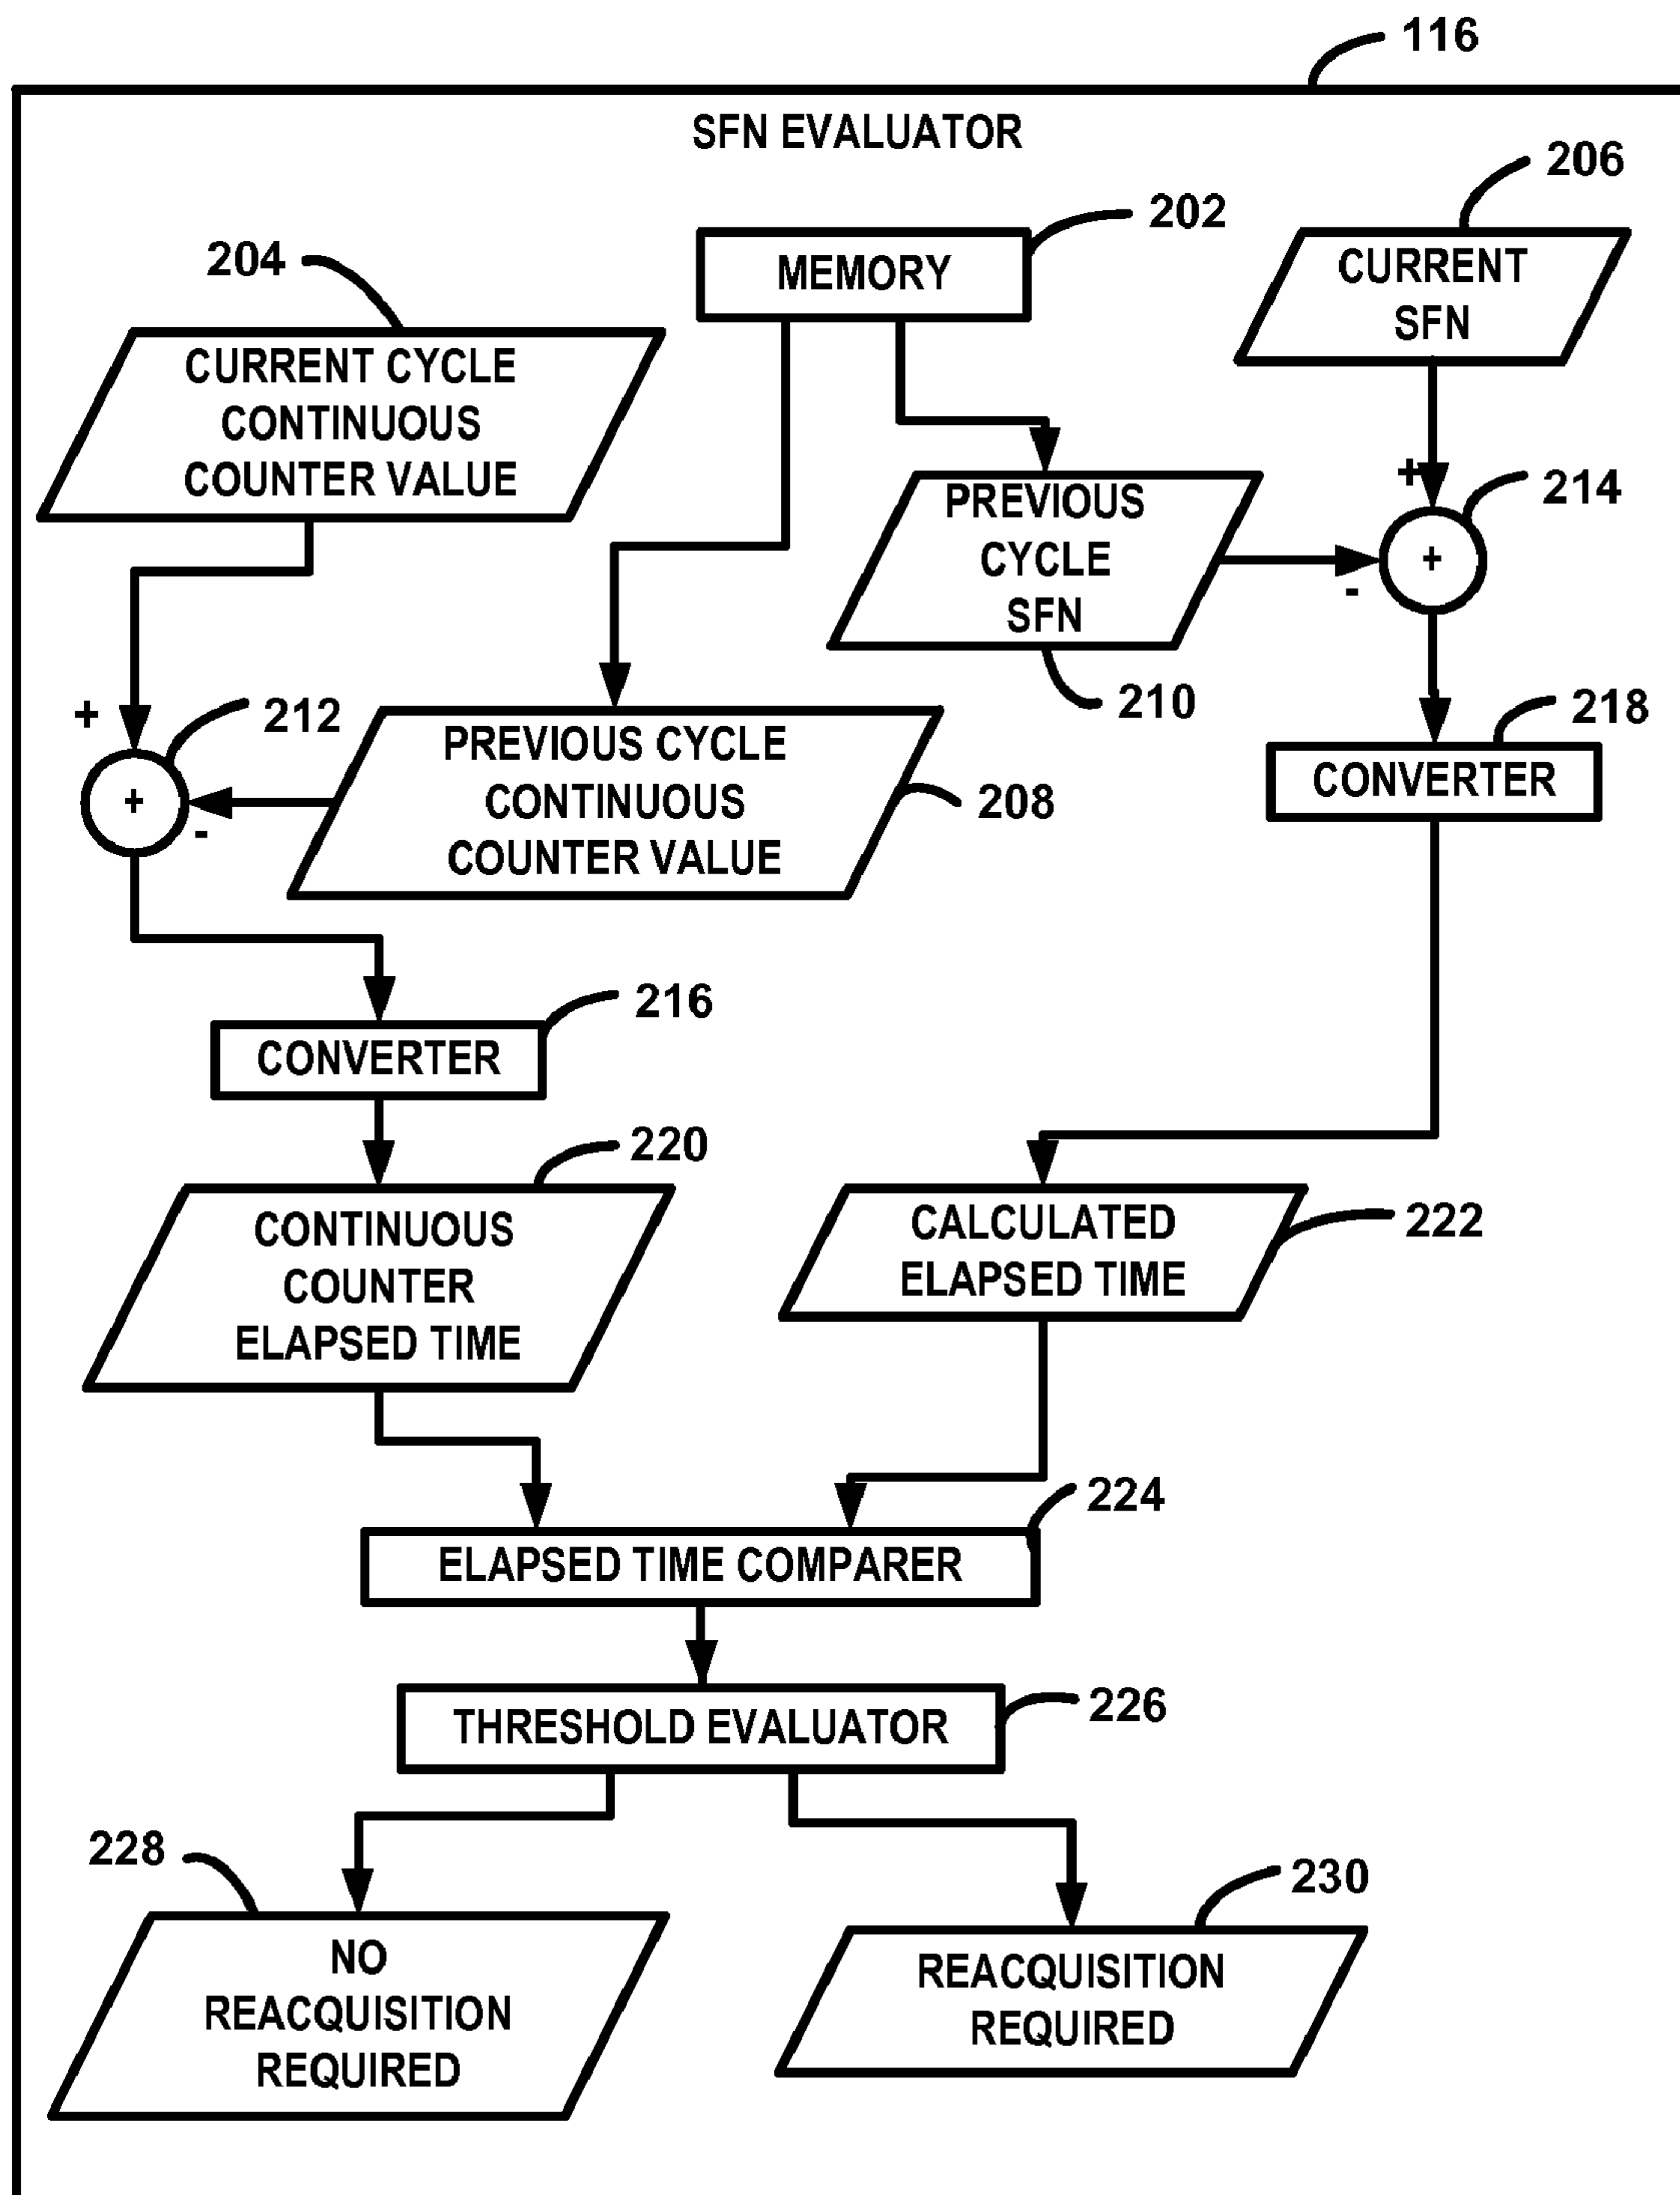 116
SFN EVALUATOR
206
202
204
MEMORY
CURRENT
SFN
CURRENT CYCLE
CONTINUOUS
COUNTER VALUE
+
214
PREVIOUS
CYCLE
SFN
-
+
210
218
+
212
PREVIOUS CYCLE
CONTINUOUS
COUNTER VALUE
208
CONVERTER
+
-
216
CONVERTER
220
CONTINUOUS
COUNTER
ELAPSED TIME
CALCULATED
ELAPSED TIME
222
224
ELAPSED TIME COMPARER
226
THRESHOLD EVALUATOR
228
230
NO
REACQUISITION
REQUIRED
REACQUISITION
REQUIRED